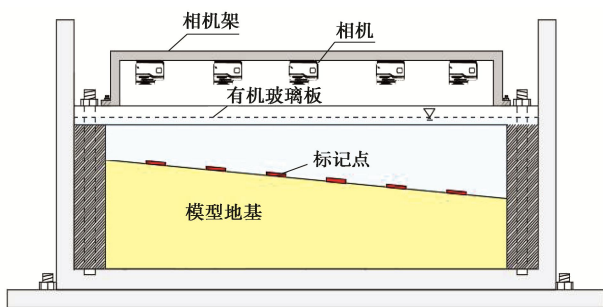 相机架
相机
有机玻璃板
标记点
模型地基